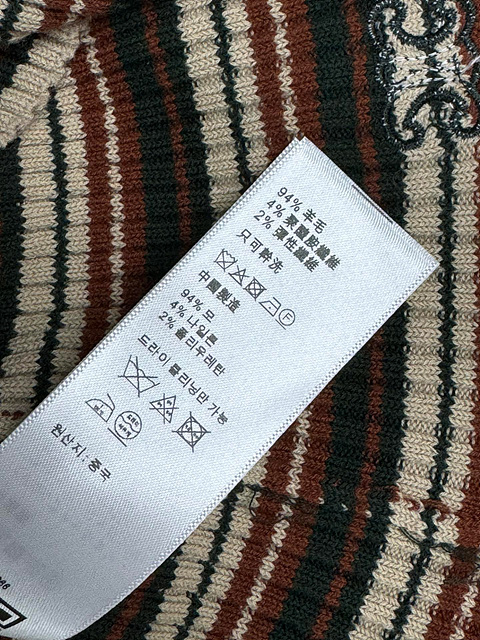 94% 羊毛
4% 聚醯胺纖維
2% 彈性纖維
只可幹洗
F
中國製造
94% 모
4% 나일론
2% 폴리우레탄
드라이 클리닝만 가능
원산지: 중국